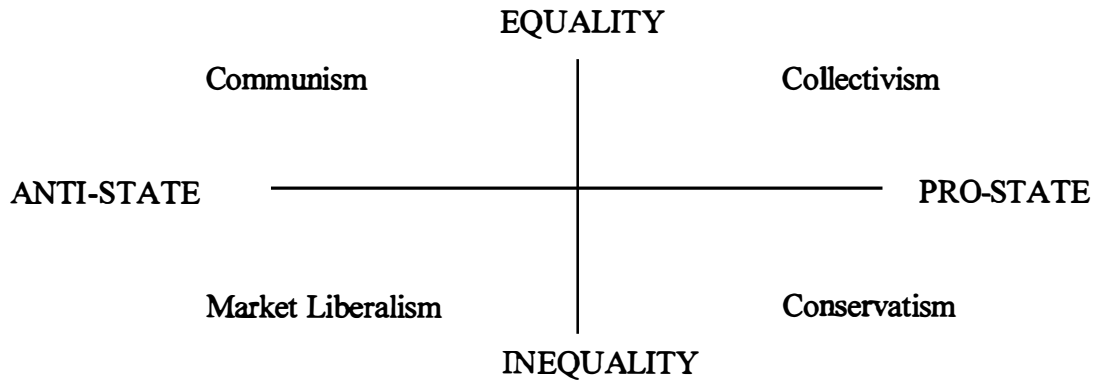 EQUALITY
Communism Collectivism
ANTI-STATE PRO-STATE
Market Liberalism Conservatism
INEQUALITY